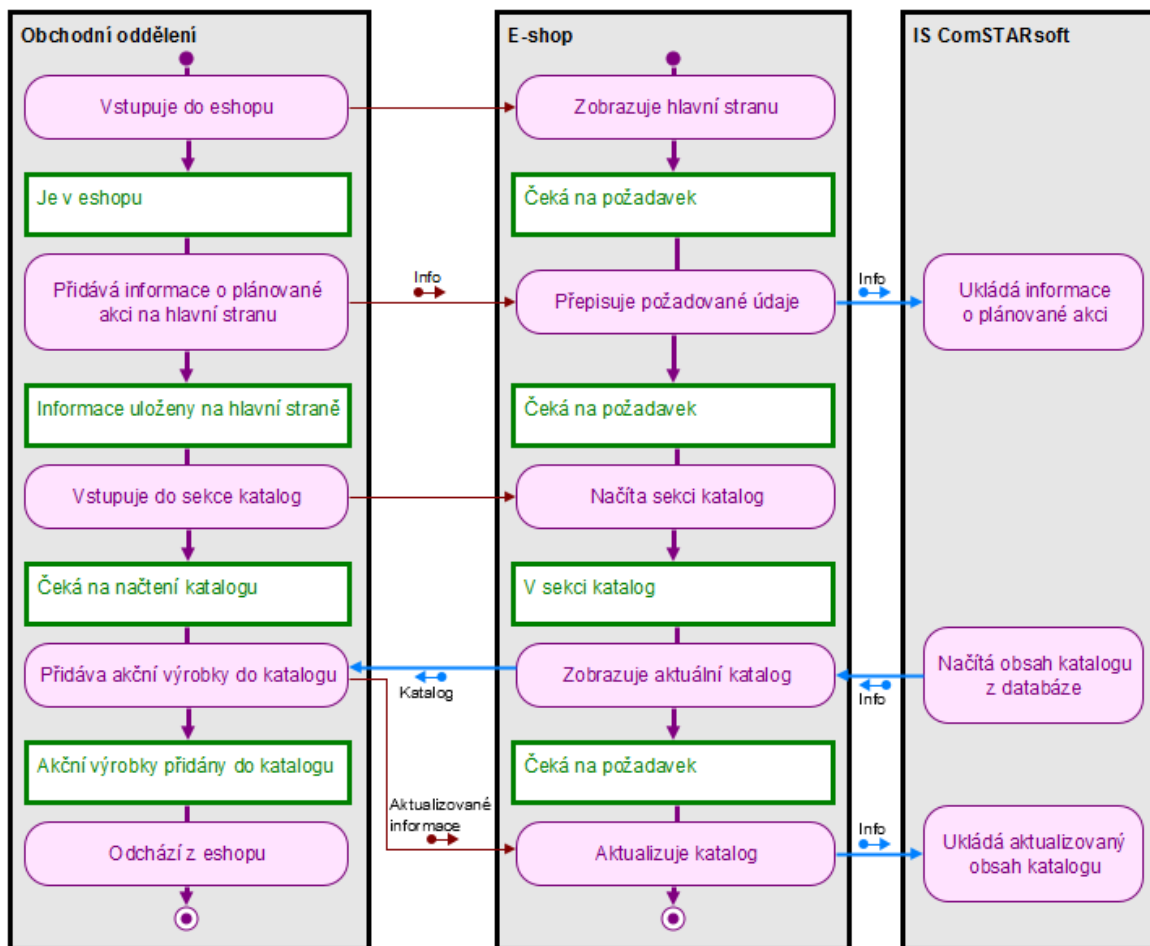 Obchodní oddělení
Vstupuje do eshopu
Je v eshopu
Přidává informace o plánované
akci na hlavní stranu
Informace uloženy na hlavní straně
Vstupuje do sekce katalog
Čeká na načtení katalogu
Přidáva akční výrobky do katalogu
Akční výrobky přidány do katalogu
Odchází z eshopu
Info
Katalog
Aktualizované
informace
E-shop
Zobrazuje hlavní stranu
Čeká na požadavek
Přepisuje požadované údaje
Čeká na požadavek
Načíta sekci katalog
V sekci katalog
Zobrazuje aktuální katalog
Čeká na požadavek
Aktualizuje katalog
Info
Info
Info
IS ComSTARsoft
Ukládá informace
o plánované akci
Načítá obsah katalogu
z databáze
Ukládá aktualizovaný
obsah katalogu